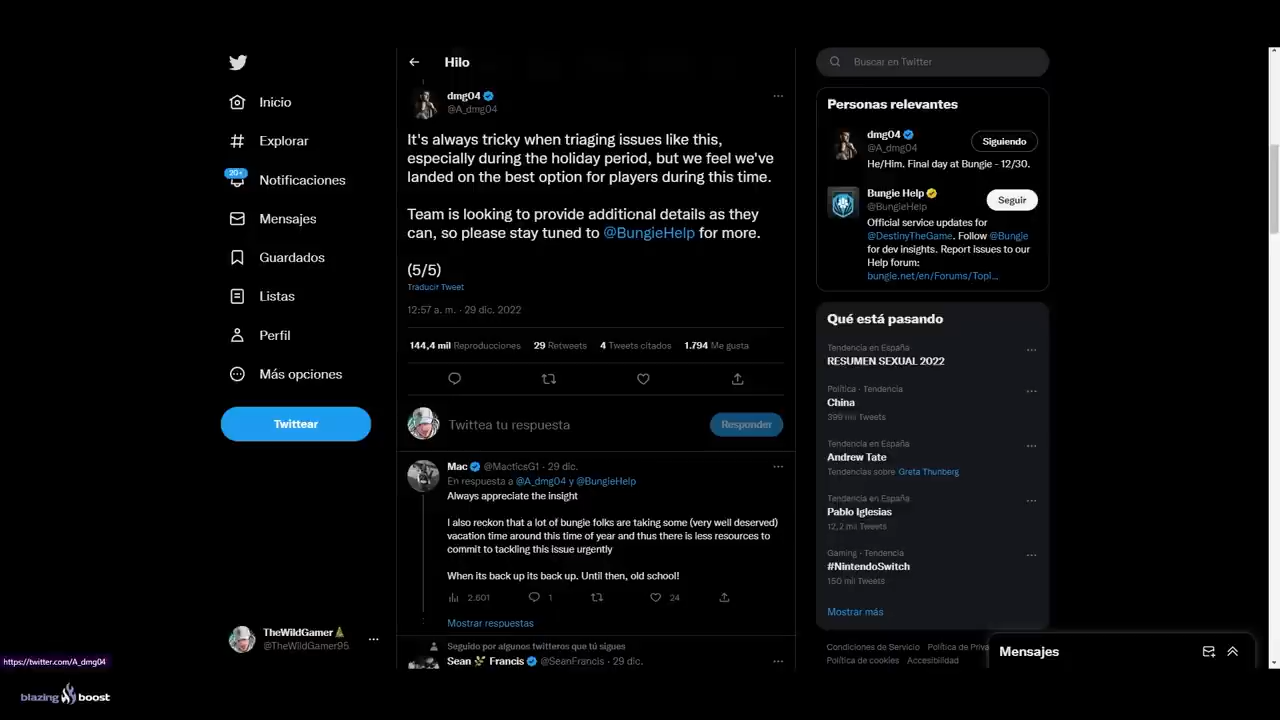 Inicio
Explorar
20+
Notificaciones
Mensajes
Guardados
Listas
Perfil
Más opciones
Twittear
TheWildGamer
@TheWildGamer95
https://twitter.com/A_dmg04
blazing boost
Hilo
dmg04
@A_dmg04
It's always tricky when triaging issues like this,
especially during the holiday period, but we feel we've
landed on the best option for players during this time.
Team is looking to provide additional details as they
can, so please stay tuned to @BungieHelp for more.
(5/5)
Traducir Tweet
12:57 a. m. · 29 dic. 2022
144,4 mil Reproducciones 29 Retweets 4 Tweets citados 1.794 Me gusta
Twittea tu respuesta
Responder
Mac @MacticsG1 · 29 dic.
En respuesta a @A_dmg04 y @BungieHelp
Always appreciate the insight
I also reckon that a lot of bungie folks are taking some (very well deserved)
vacation time around this time of year and thus there is less resources to
commit to tackling this issue urgently
When its back up its back up. Until then, old school!
2.601 1 24
Mostrar respuestas
Seguido por algunos twitteros que tú sigues
Sean Francis @SeanFrancis · 29 dic.
Buscar en Twitter
Personas relevantes
dmg04
@A_dmg04
Siguiendo
He/Him. Final day at Bungie - 12/30.
Bungie Help
@BungieHelp
Seguir
Official service updates for
@DestinyTheGame. Follow @Bungie
for dev insights. Report issues to our
Help forum:
bungie.net/en/Forums/Topi…
Qué está pasando
Tendencia en España
RESUMEN SEXUAL 2022
Política · Tendencia
China
399 mil Tweets
Tendencia en España
Andrew Tate
Tendencias sobre Greta Thunberg
Tendencia en España
Pablo Iglesias
12,2 mil Tweets
Gaming · Tendencia
#NintendoSwitch
150 mil Tweets
Mostrar más
Condiciones de Servicio Política de Priva
Política de cookies Accesibilidad
Mensajes